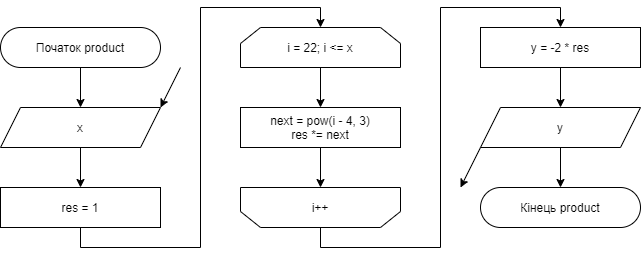 Початок product
x
res = 1
i = 22; i <= x
next = pow(i - 4, 3)
res *= next
i++
y = -2 * res
y
Кінець product